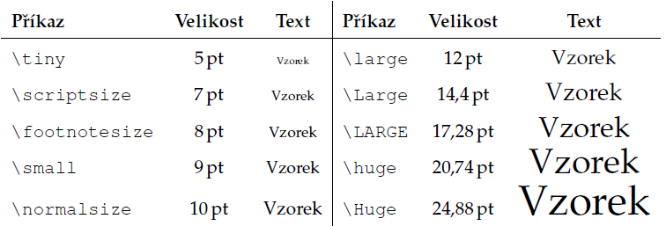 Příkaz Velikost Text Příkaz Velikost Text
\tiny 5 pt Vzorek \large 12 pt Vzorek
\scriptsize 7 pt Vzorek \Large 14,4 pt Vzorek
\footnotesize 8 pt Vzorek \LARGE 17,28 pt Vzorek
\small 9 pt Vzorek \huge 20,74 pt Vzorek
\normalsize 10 pt Vzorek \Huge 24,88 pt Vzorek